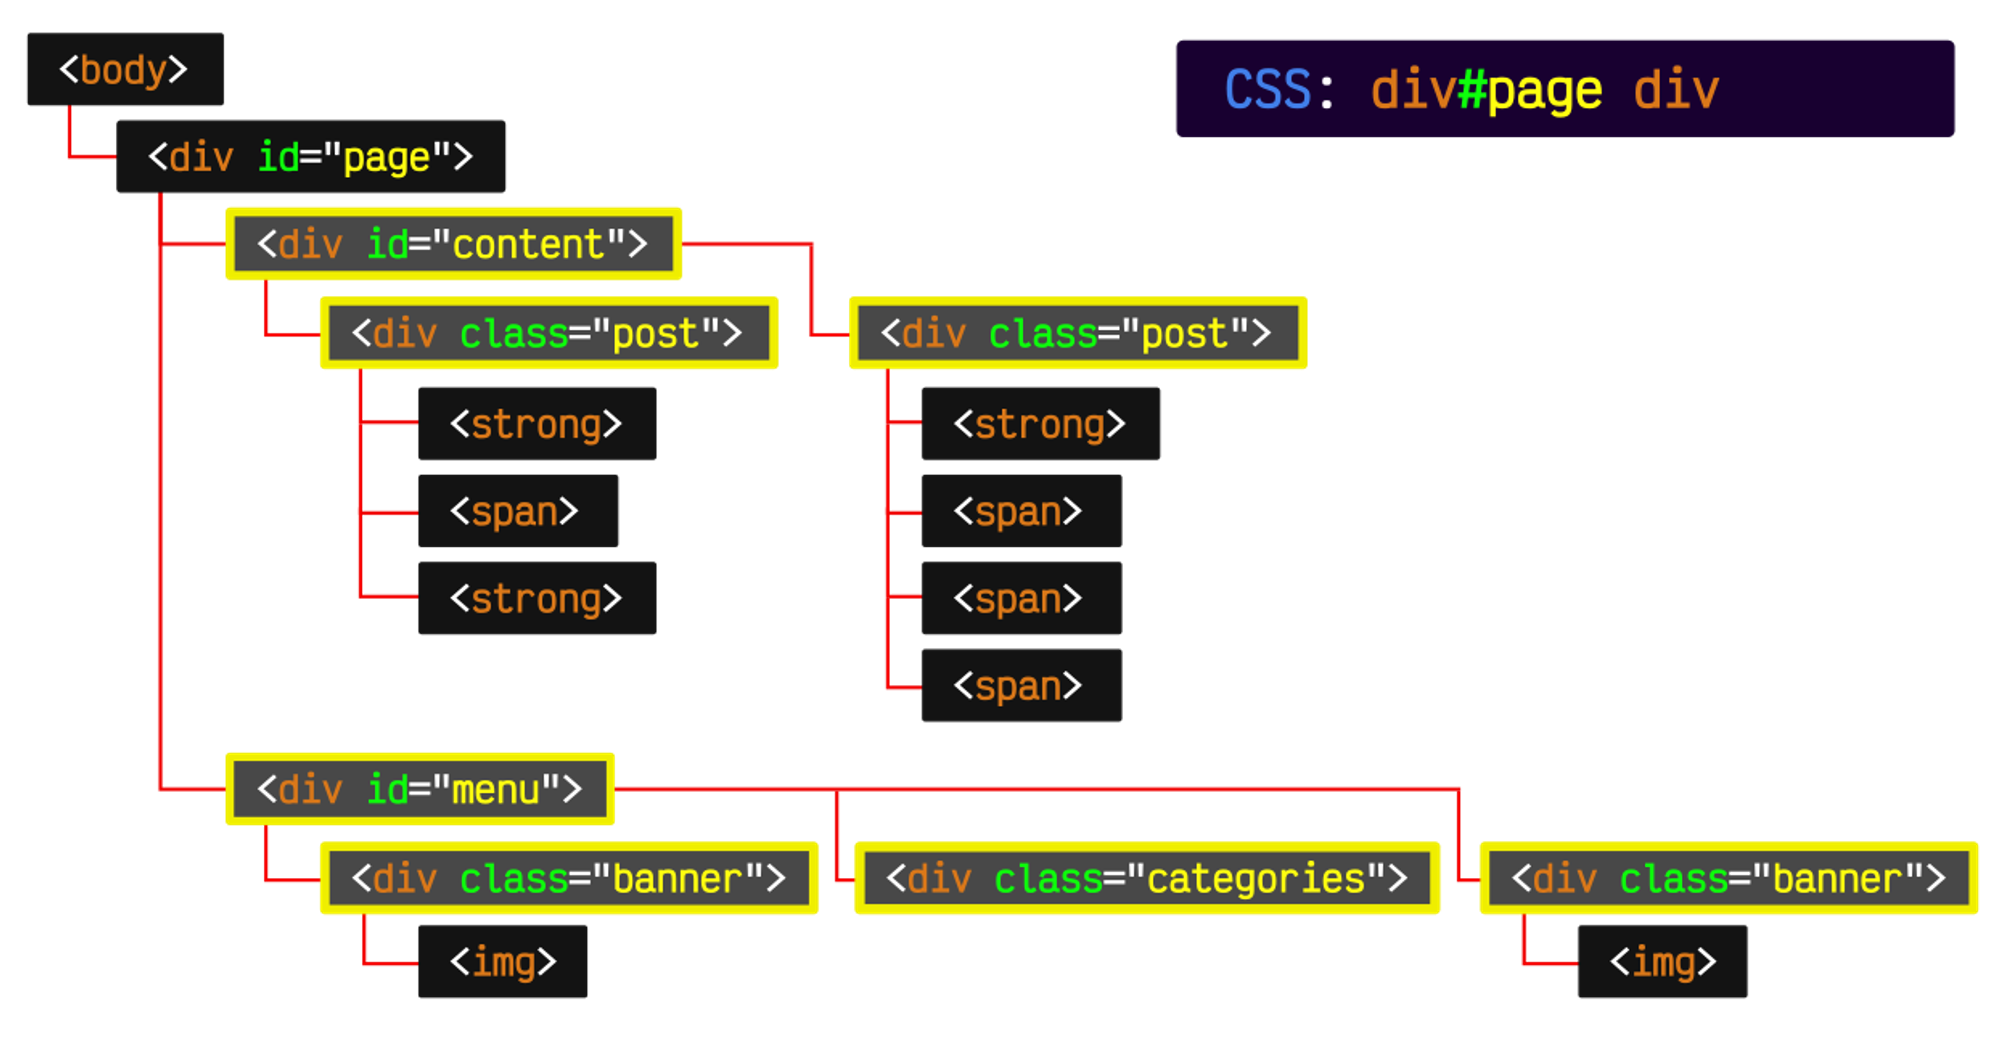 <body>
CSS: div#page div
<div id="page">
<div id="content">
<div class="post">
<div class="post">
<strong>
<strong>
<span>
<span>
<strong>
<span>
<span>
<div id="menu">
<div class="banner">
<div class="categories">
<div class="banner">
<img>
<img>